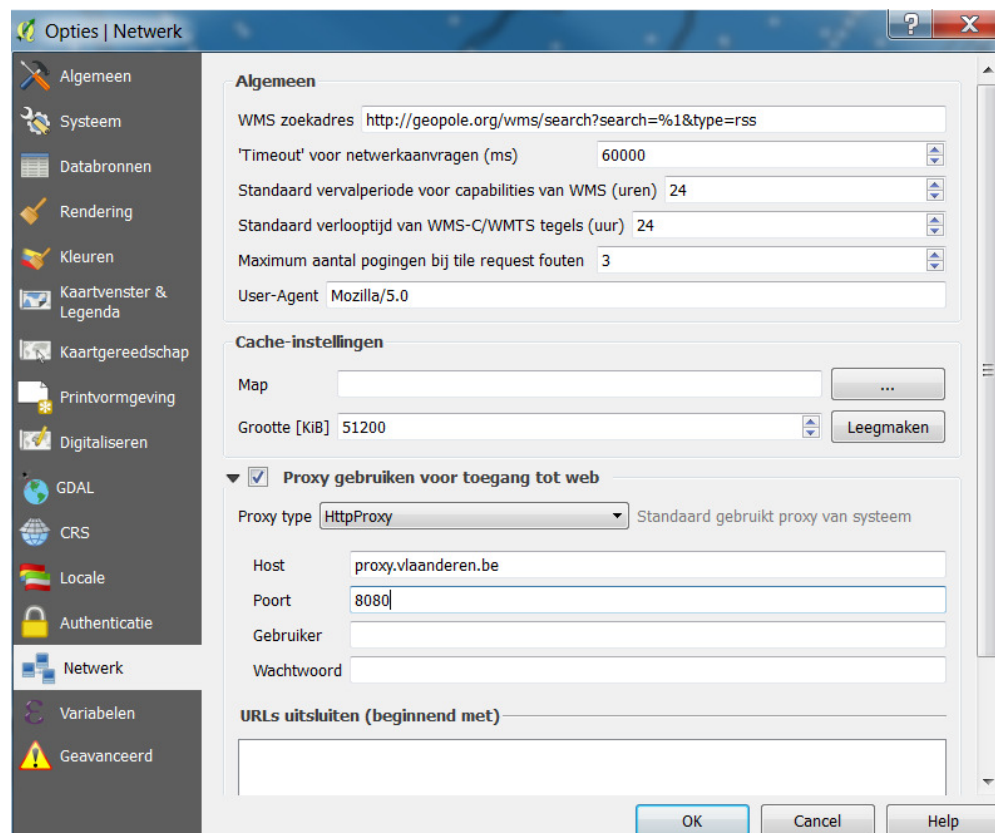 Opties | Netwerk
?
X
Algemeen
Systeem
Databronnen
Rendering
Kleuren
Kaartvenster &
Legenda
Kaartgereedschap
Printvormgeving
Digitaliseren
GDAL
CRS
Locale
Authenticatie
Netwerk
Variabelen
Geavanceerd
Algemeen
WMS zoekadres http://geopole.org/wms/search?search=%1&type=rss
'Timeout' voor netwerkaanvragen (ms) 60000
Standaard vervalperiode voor capabilities van WMS (uren) 24
Standaard verlooptijd van WMS-C/WMTS tegels (uur) 24
Maximum aantal pogingen bij tile request fouten 3
User-Agent Mozilla/5.0
Cache-instellingen
Map ...
Grootte [KiB] 51200 Leegmaken
Proxy gebruiken voor toegang tot web
Proxy type HttpProxy Standaard gebruikt proxy van systeem
Host proxy.vlaanderen.be
Poort 8080
Gebruiker
Wachtwoord
URLs uitsluiten (beginnend met)
OK Cancel Help